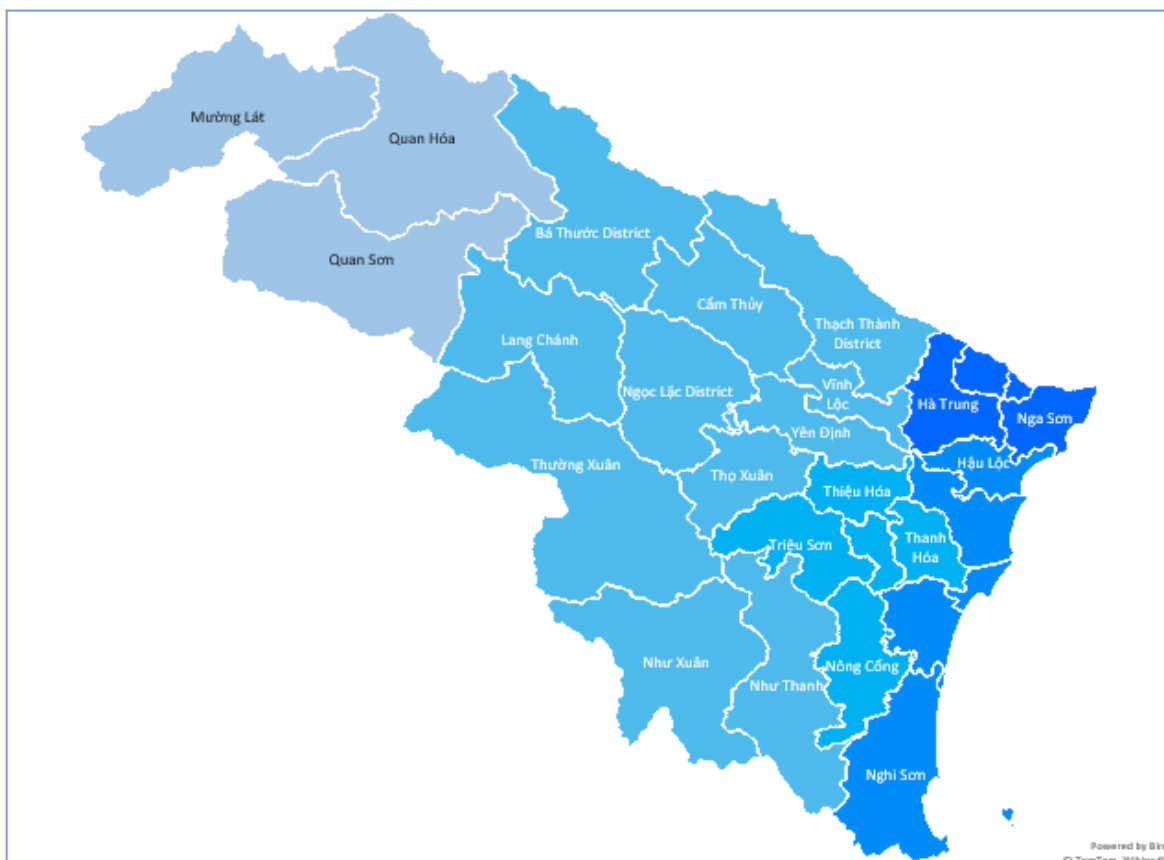 Mường Lát
Quan Hóa
Bá Thước District
Quan Sơn
Cẩm Thủy
Thạch Thành
District
Lang Chánh
Ngọc Lặc District
Vĩnh
Lộc
Hà Trung
Nga Sơn
Yên Định
Thường Xuân
Thọ Xuân
Hậu Lộc
Thiệu Hóa
Triệu Sơn
Thanh
Hóa
Như Xuân
Như Thanh
Nông Cống
Nghi Sơn
Powered by Bin
© TomTom,